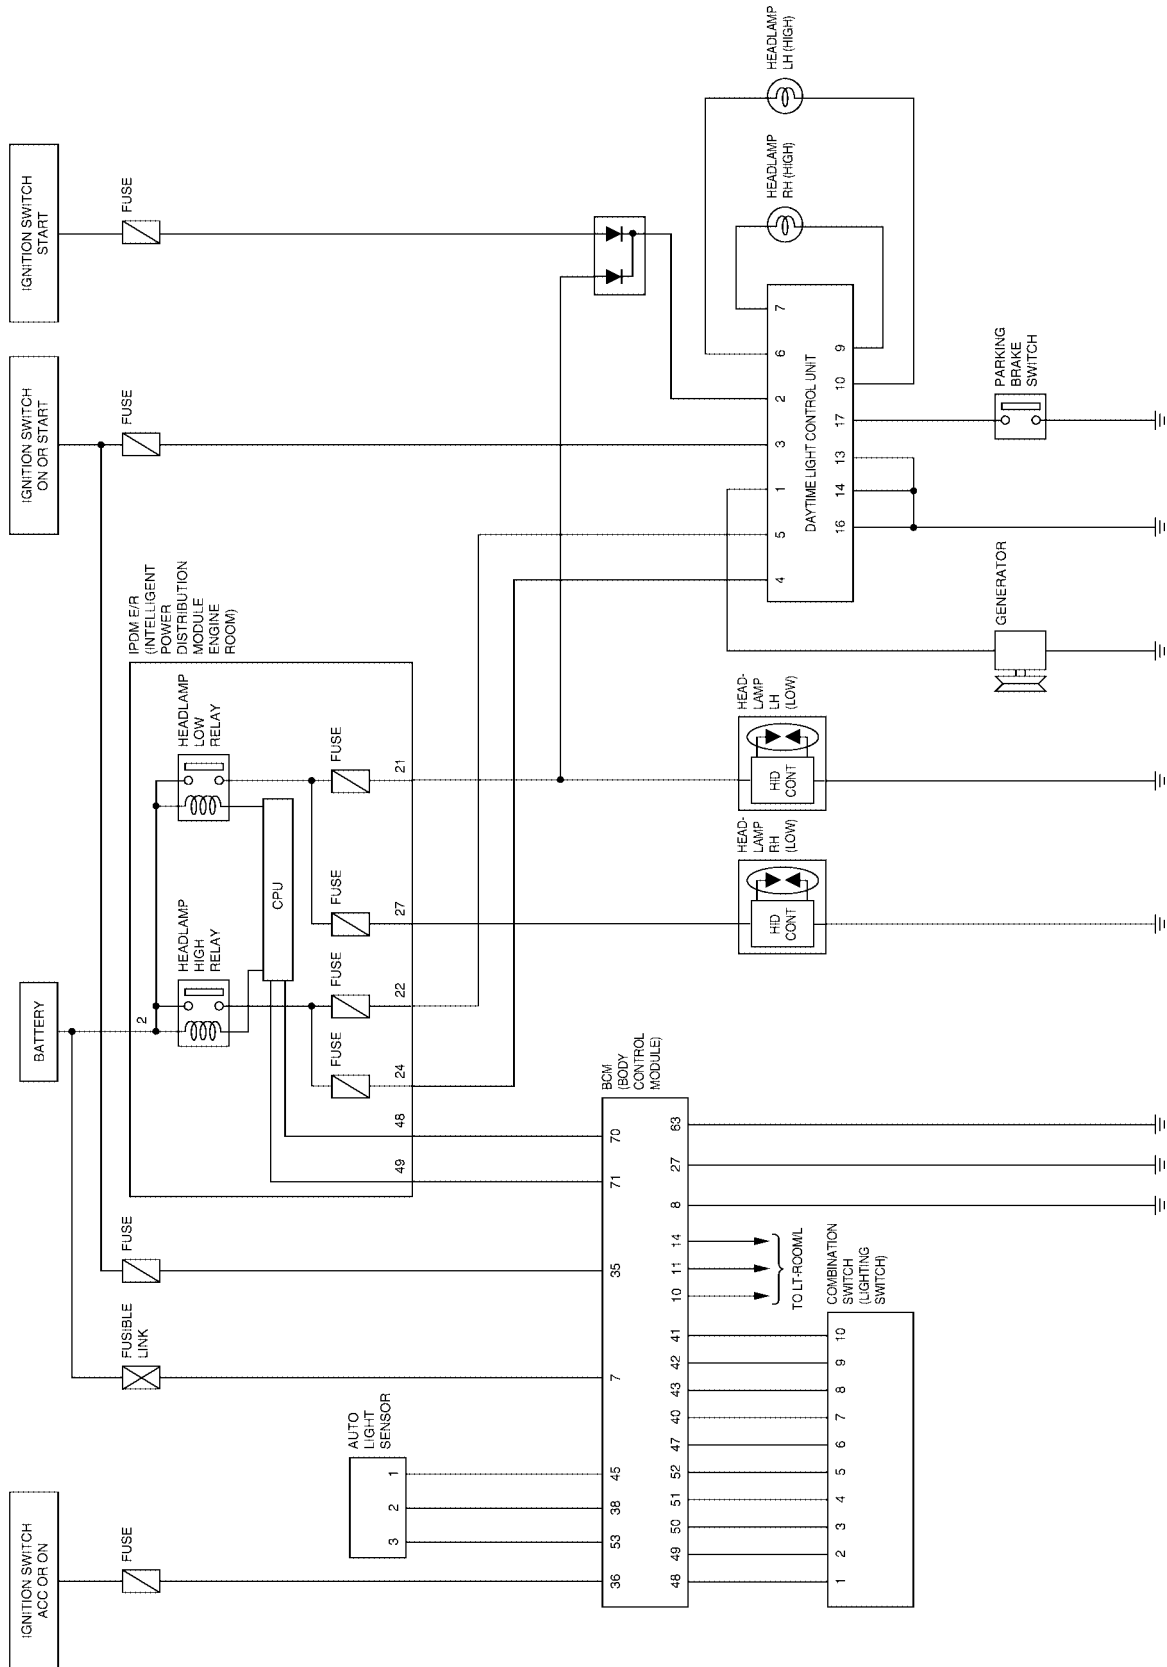 IGNITION SWITCH
ACC OR ON
BATTERY
IGNITION SWITCH
ON OR START
IGNITION SWITCH
START
FUSE
FUSIBLE
LINK
FUSE
FUSE
FUSE
2
IPDM E/R
(INTELLIGENT
POWER
DISTRIBUTION
MODULE
ENGINE
ROOM)
HEADLAMP
HIGH
RELAY
HEADLAMP
LOW
RELAY
CPU
FUSE
FUSE
FUSE
FUSE
49
48
24
22
27
21
AUTO
LIGHT
SENSOR
3
2
1
BCM
(BODY
CONTROL
MODULE)
36
53
38
45
7
35
71
70
48
49
50
51
52
47
40
43
42
41
10
11
14
8
27
63
TO LT-ROOM/L
COMBINATION
SWITCH
(LIGHTING
SWITCH)
1
2
3
4
5
6
7
8
9
10
HEAD-
LAMP
RH
(LOW)
HID
CONT
HEAD-
LAMP
LH
(LOW)
HID
CONT
HEADLAMP
RH (HIGH)
HEADLAMP
LH (HIGH)
4
5
1
3
2
6
7
DAYTIME LIGHT CONTROL UNIT
16
14
13
17
10
9
GENERATOR
PARKING
BRAKE
SWITCH